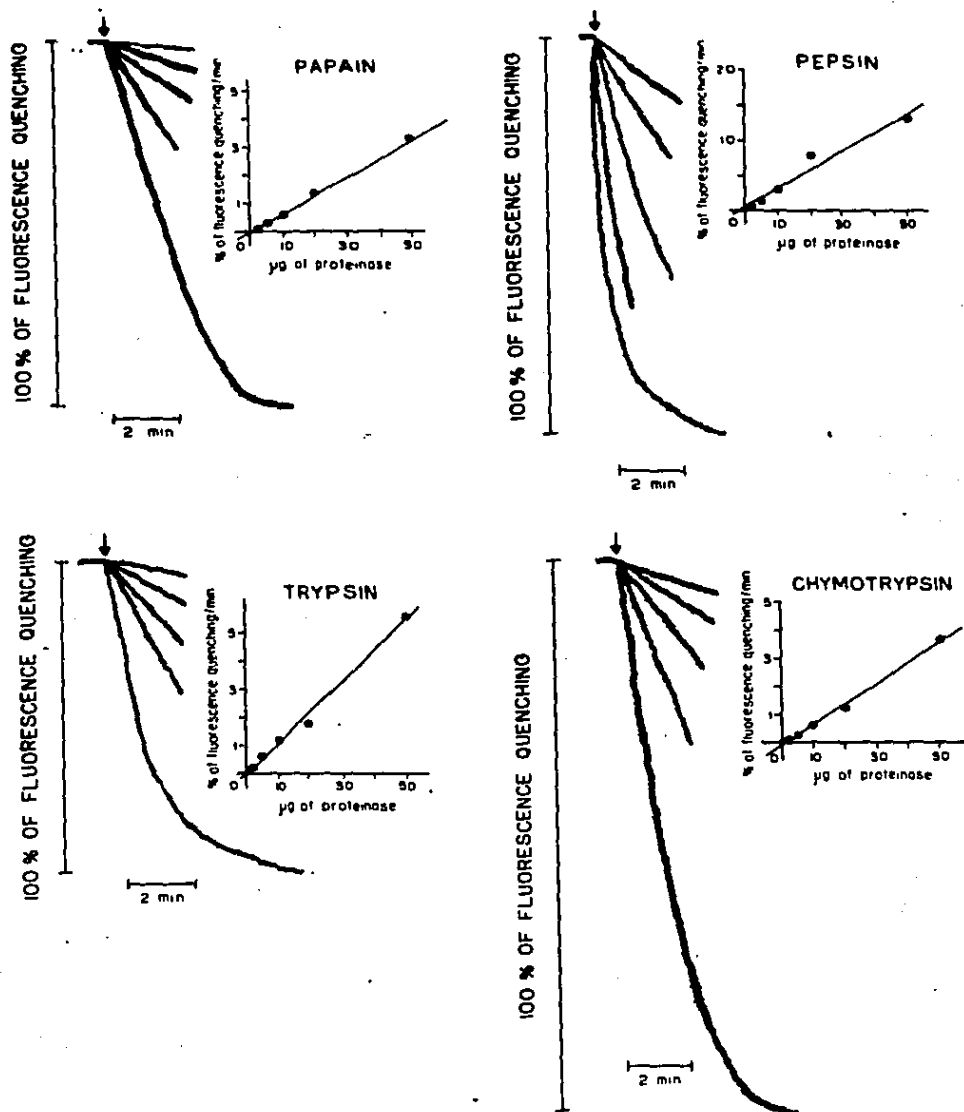 100 % OF FLUORESCENCE QUENCHING
PAPAIN
% of fluorescence quenching/min
5
3
1
0
10
30
50
µg of proteinase
2 min
100 % OF FLUORESCENCE QUENCHING
PEPSIN
% of fluorescence quenching/min
20
10
0
10
30
50
µg of proteinase
2 min
100 % OF FLUORESCENCE QUENCHING
TRYPSIN
% of fluorescence quenching/min
5
3
1
0
10
30
50
µg of proteinase
2 min
100 % OF FLUORESCENCE QUENCHING
CHYMOTRYPSIN
% of fluorescence quenching/min
5
3
1
0
10
30
50
µg of proteinase
2 min